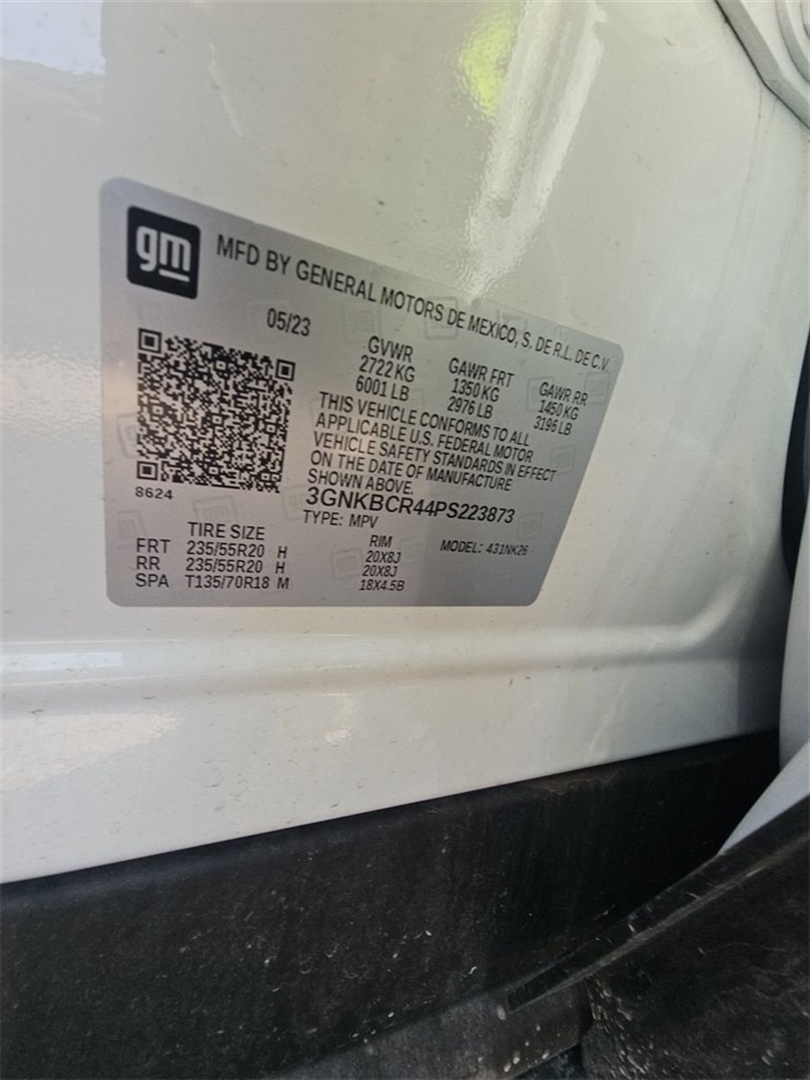 gm
MFD BY GENERAL MOTORS DE MEXICO, S. DE R.L. DE C.V.
05/23
GVWR GAWR FRT GAWR RR
2722 KG 1350 KG 1450 KG
6001 LB 2976 LB 3196 LB
THIS VEHICLE CONFORMS TO ALL
APPLICABLE U.S. FEDERAL MOTOR
VEHICLE SAFETY STANDARDS IN EFFECT
ON THE DATE OF MANUFACTURE
SHOWN ABOVE.
8624
3GNKBCR44PS223873
TYPE: MPV
TIRE SIZE RIM MODEL: 431NK26
FRT 235/55R20 H 20X8J
RR 235/55R20 H 20X8J
SPA T135/70R18 M 18X4.5B